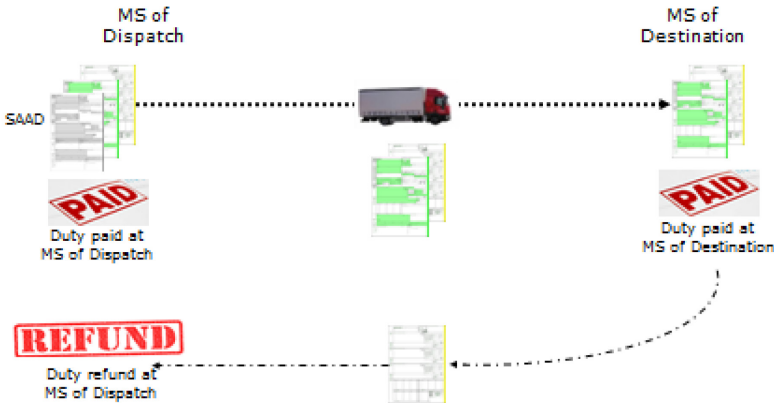 MS of
Dispatch
MS of
Destination
SAAD
PAID
Duty paid at
MS of Dispatch
PAID
Duty paid at
MS of Destination
REFUND
Duty refund at
MS of Dispatch